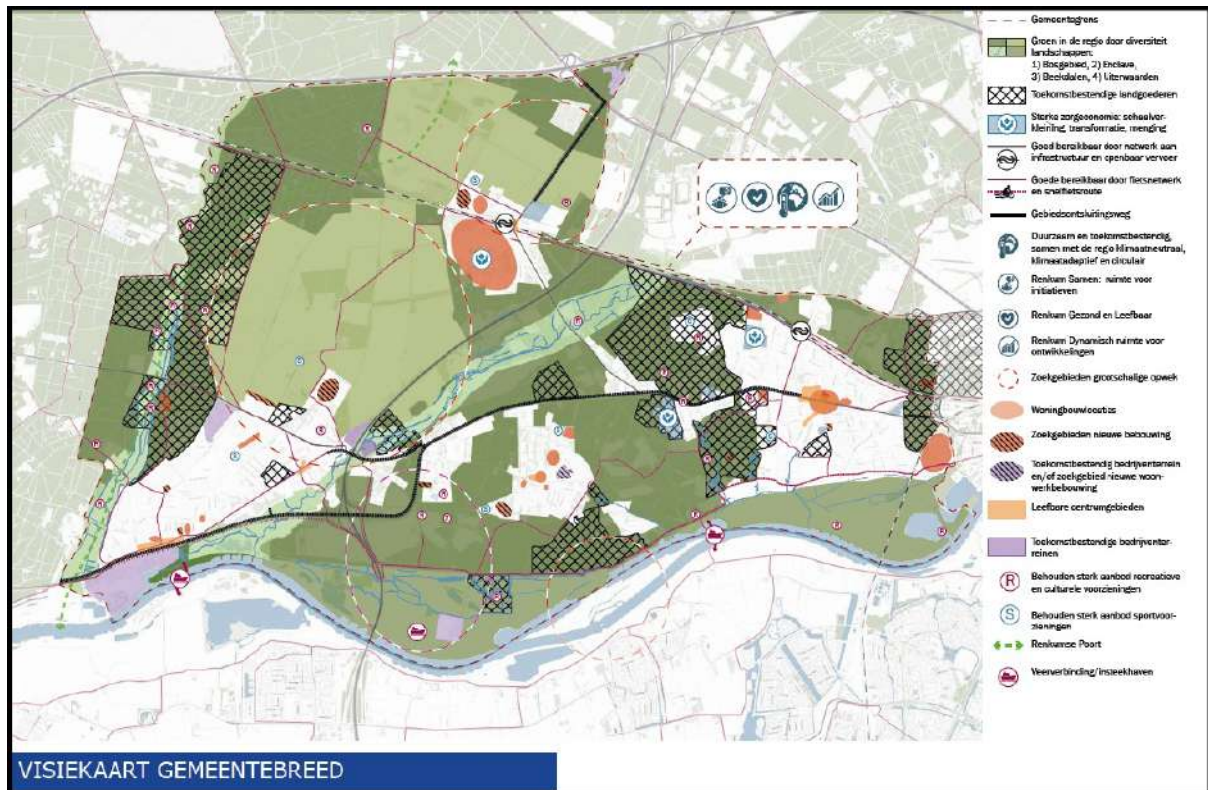 Gemeentegrens
Groen in de regio door diversiteit
landschappen:
1) Bosgebied, 2) Enclave,
3) Beekdalen, 4) Uiterwaarden
Toekomstbestendige landgoederen
Sterke zorgeconomie: schaalver-
kleining, transformatie, menging
Goed bereikbaar door netwerk aan
infrastructuur en openbaar vervoer
Goede bereikbaar door fietsnetwerk
en snelfietsroute
Gebiedsontsluitingsweg
Duurzaam en toekomstbestendig,
samen met de regio klimaatneutraal,
klimaatadaptief en circulair
Renkum Samen: ruimte voor
initiatieven
Renkum Gezond en Leefbaar
Renkum Dynamisch ruimte voor
ontwikkelingen
Zoekgebieden grootschalige opwek
Woningbouwlocaties
Zoekgebieden nieuwe bebouwing
Toekomstbestendig bedrijventerrein
en/of zoekgebied nieuwe woon-
werkbebouwing
Leefbare centrumgebieden
Toekomstbestendige bedrijventer-
reinen
R
Behouden sterk aanbod recreatieve
en culturele voorzieningen
S
Behouden sterk aanbod sportvoor-
zieningen
Renkumse Poort
Veerverbinding/insteekhaven
VISIEKAART GEMEENTEBREED